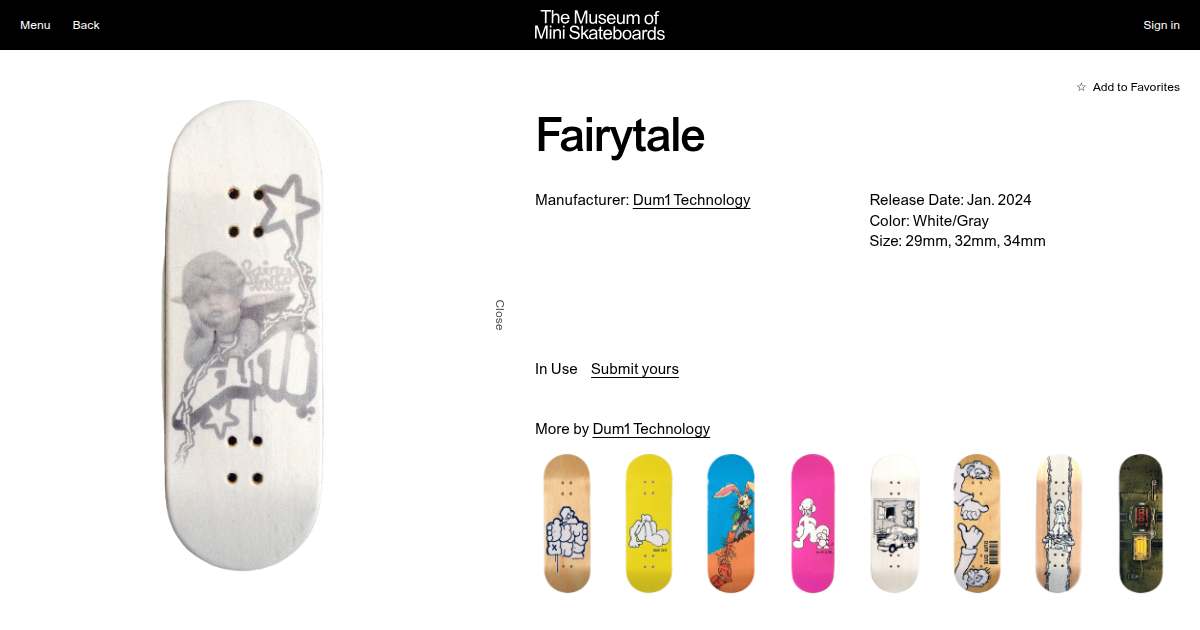 Menu
Back
The Museum of
Mini Skateboards
Sign in
☆ Add to Favorites
Fairytale
Manufacturer: Dum1 Technology
Release Date: Jan. 2024
Color: White/Gray
Size: 29mm, 32mm, 34mm
Close
In Use
Submit yours
More by Dum1 Technology